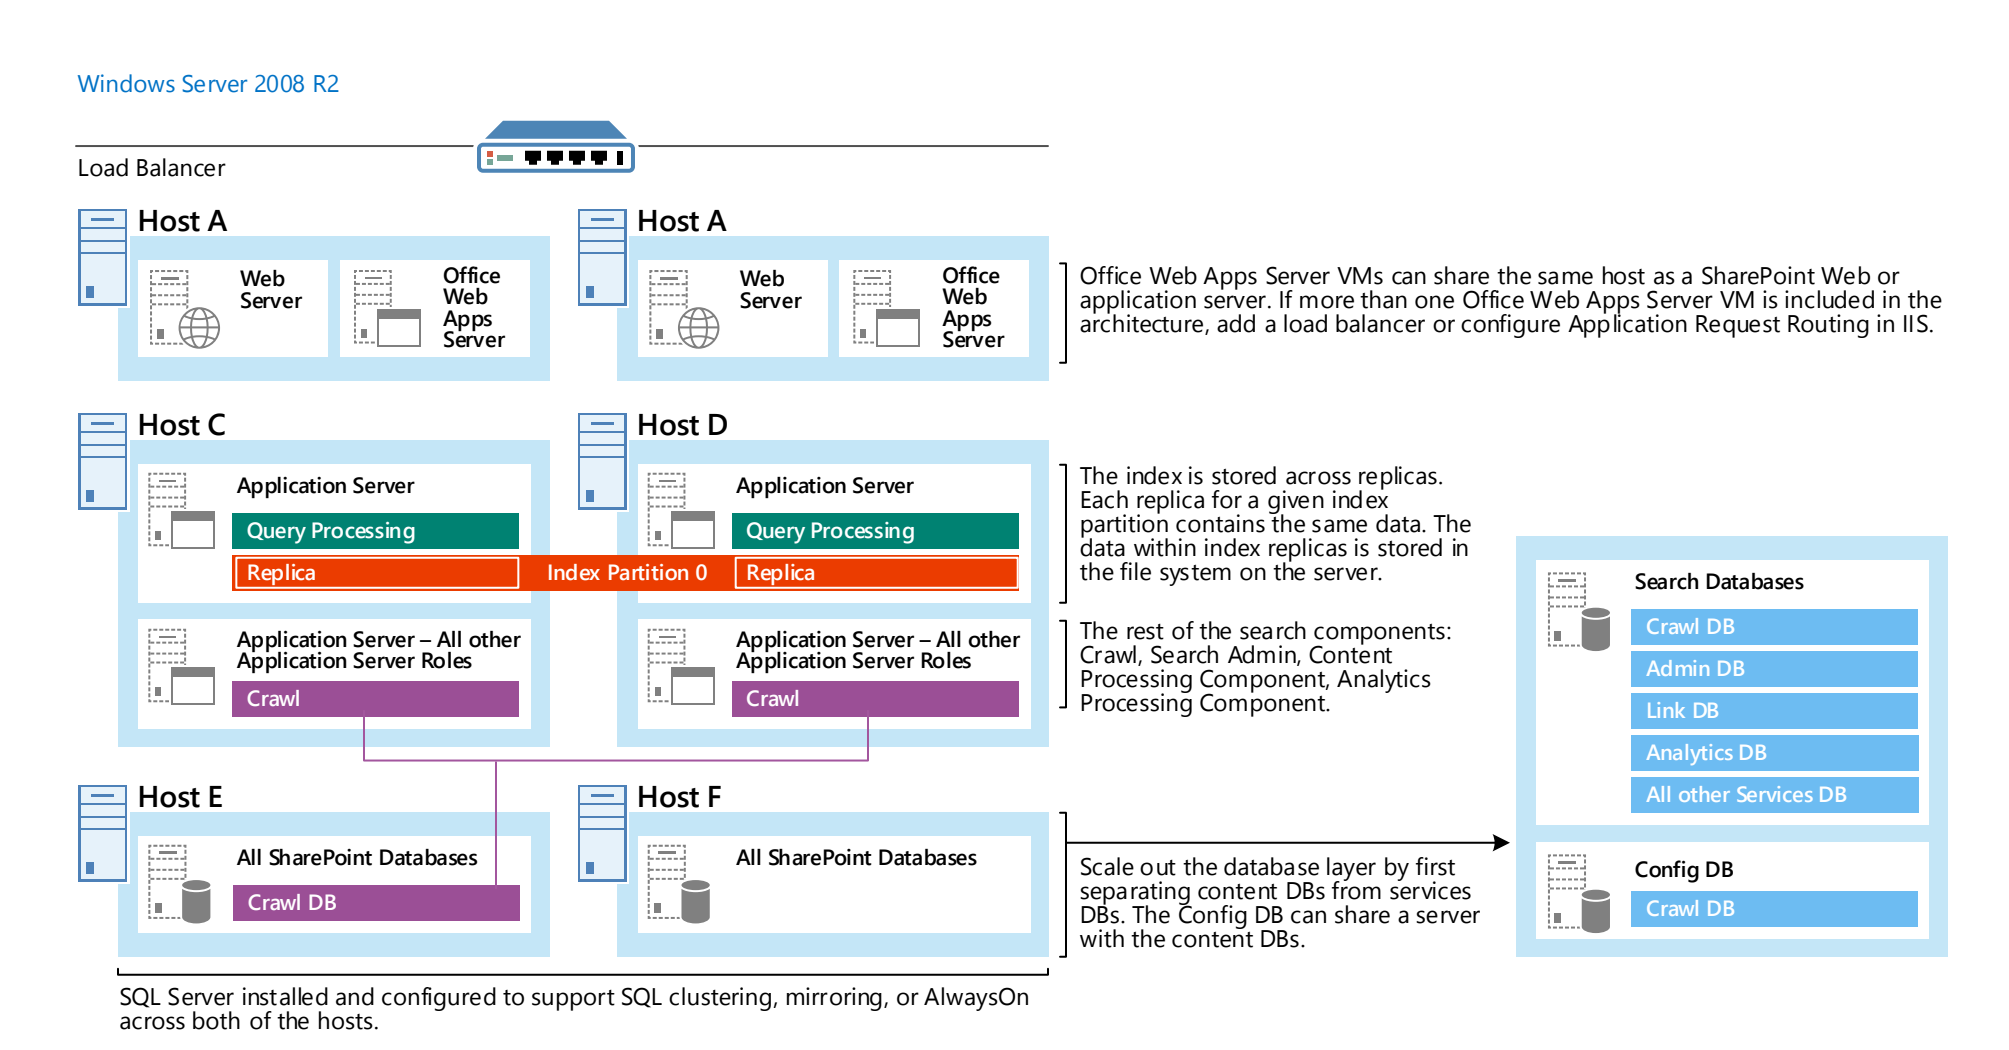 Windows Server 2008 R2
Load Balancer
Host A
Web
Server
Office
Web
Apps
Server
Host A
Web
Server
Office
Web
Apps
Server
Office Web Apps Server VMs can share the same host as a SharePoint Web or
application server. If more than one Office Web Apps Server VM is included in the
architecture, add a load balancer or configure Application Request Routing in IIS.
Host C
Application Server
Query Processing
Replica
Index Partition 0
Host D
Application Server
Query Processing
Replica
The index is stored across replicas.
Each replica for a given index
partition contains the same data. The
data within index replicas is stored in
the file system on the server.
Application Server – All other
Application Server Roles
Crawl
Application Server – All other
Application Server Roles
Crawl
The rest of the search components:
Crawl, Search Admin, Content
Processing Component, Analytics
Processing Component.
Host E
All SharePoint Databases
Crawl DB
Host F
All SharePoint Databases
Scale out the database layer by first
separating content DBs from services
DBs. The Config DB can share a server
with the content DBs.
Search Databases
Crawl DB
Admin DB
Link DB
Analytics DB
All other Services DB
Config DB
Crawl DB
SQL Server installed and configured to support SQL clustering, mirroring, or AlwaysOn
across both of the hosts.